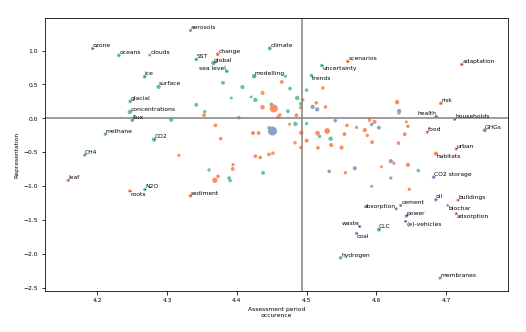 aerosols
ozone
oceans
clouds
SST
change
global
climate
sea level
scenarios
adaptation
uncertainty
ice
surface
modelling
trends
glacial
concentrations
flux
risk
health
households
GHGs
methane
CO2
food
urban
habitats
CH4
leaf
roots
N2O
sediment
CO2 storage
oil
buildings
biochar
adsorption
absorption
cement
power
(e)-vehicles
waste
coal
CLC
hydrogen
membranes
1.0
0.5
0.0
−0.5
−1.0
−1.5
−2.0
−2.5
Representation
4.2
4.3
4.4
4.5
4.6
4.7
Assessment period
occurence